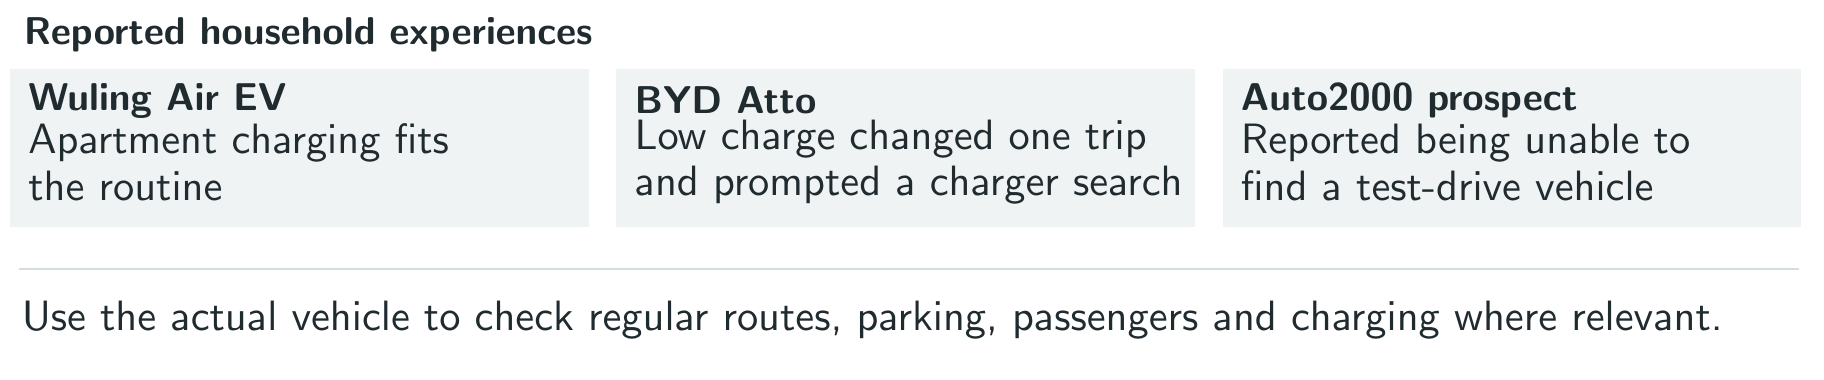 Reported household experiences
Wuling Air EV
Apartment charging fits
the routine
BYD Atto
Low charge changed one trip
and prompted a charger search
Auto2000 prospect
Reported being unable to
find a test-drive vehicle
Use the actual vehicle to check regular routes, parking, passengers and charging where relevant.